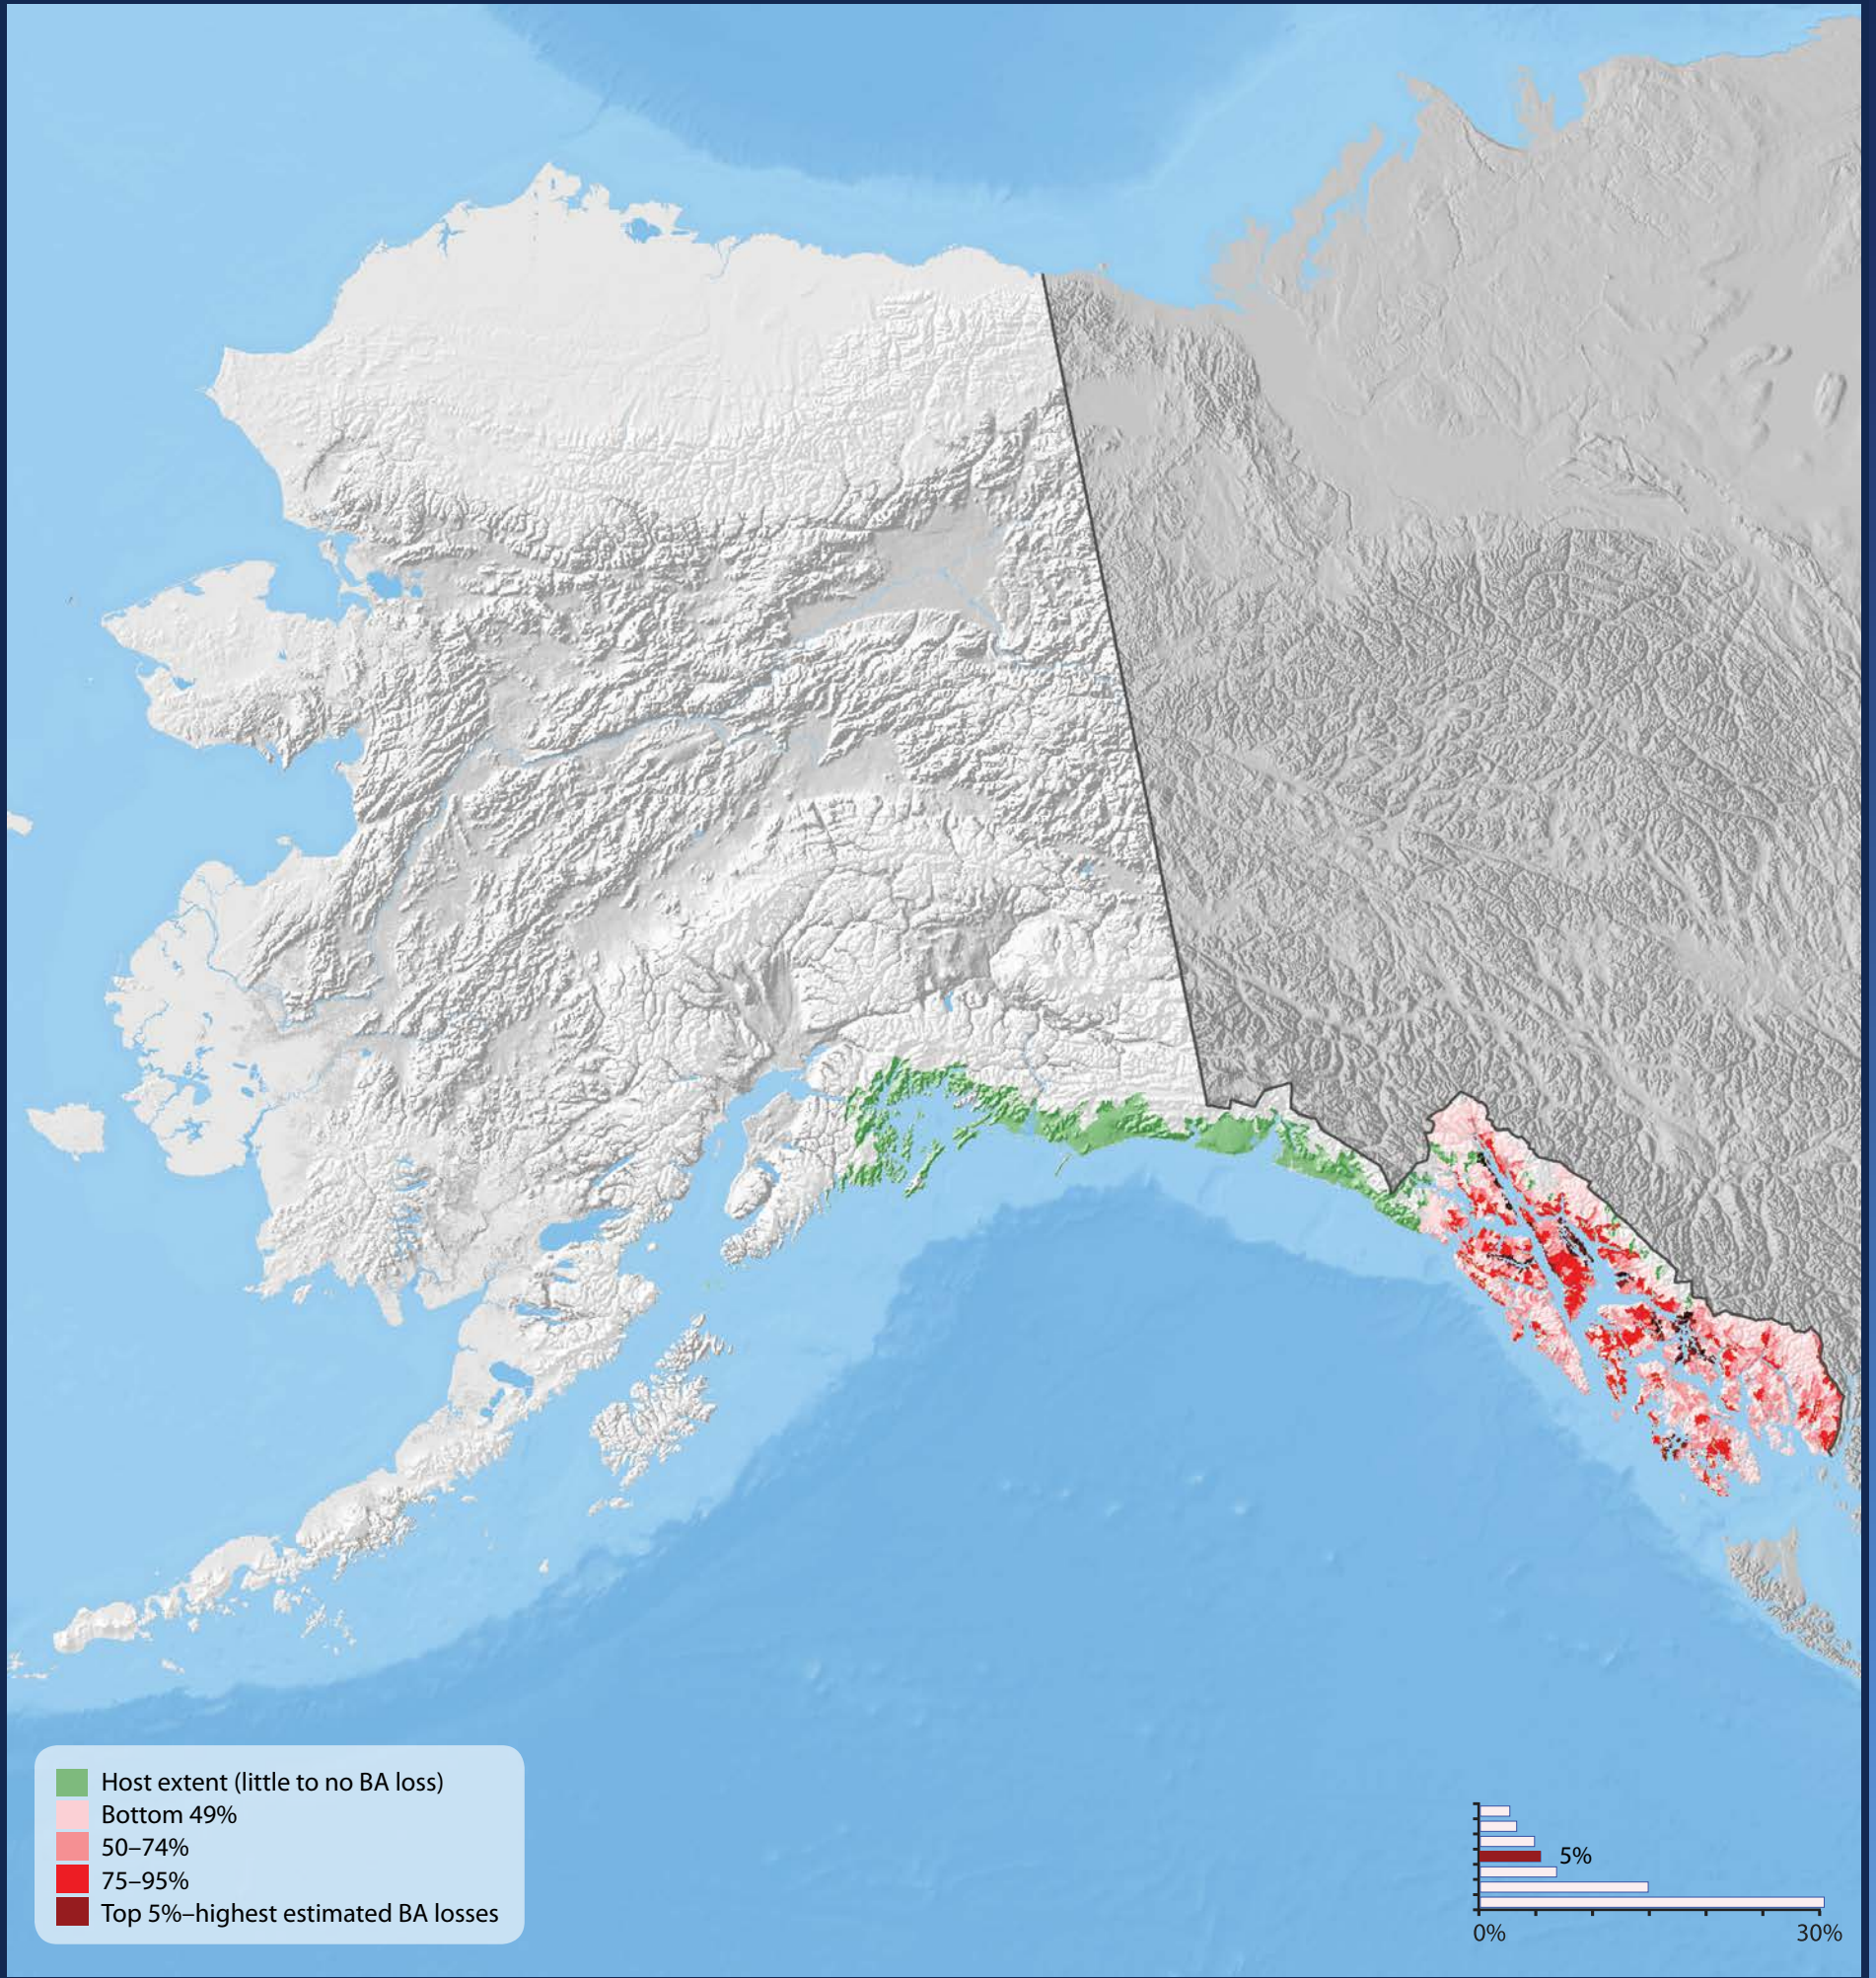 Host extent (little to no BA loss)
Bottom 49%
50–74%
75–95%
Top 5%–highest estimated BA losses
5%
0%
30%